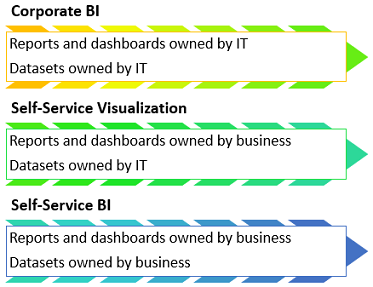 Corporate BI
Reports and dashboards owned by IT
Datasets owned by IT
Self-Service Visualization
Reports and dashboards owned by business
Datasets owned by IT
Self-Service BI
Reports and dashboards owned by business
Datasets owned by business